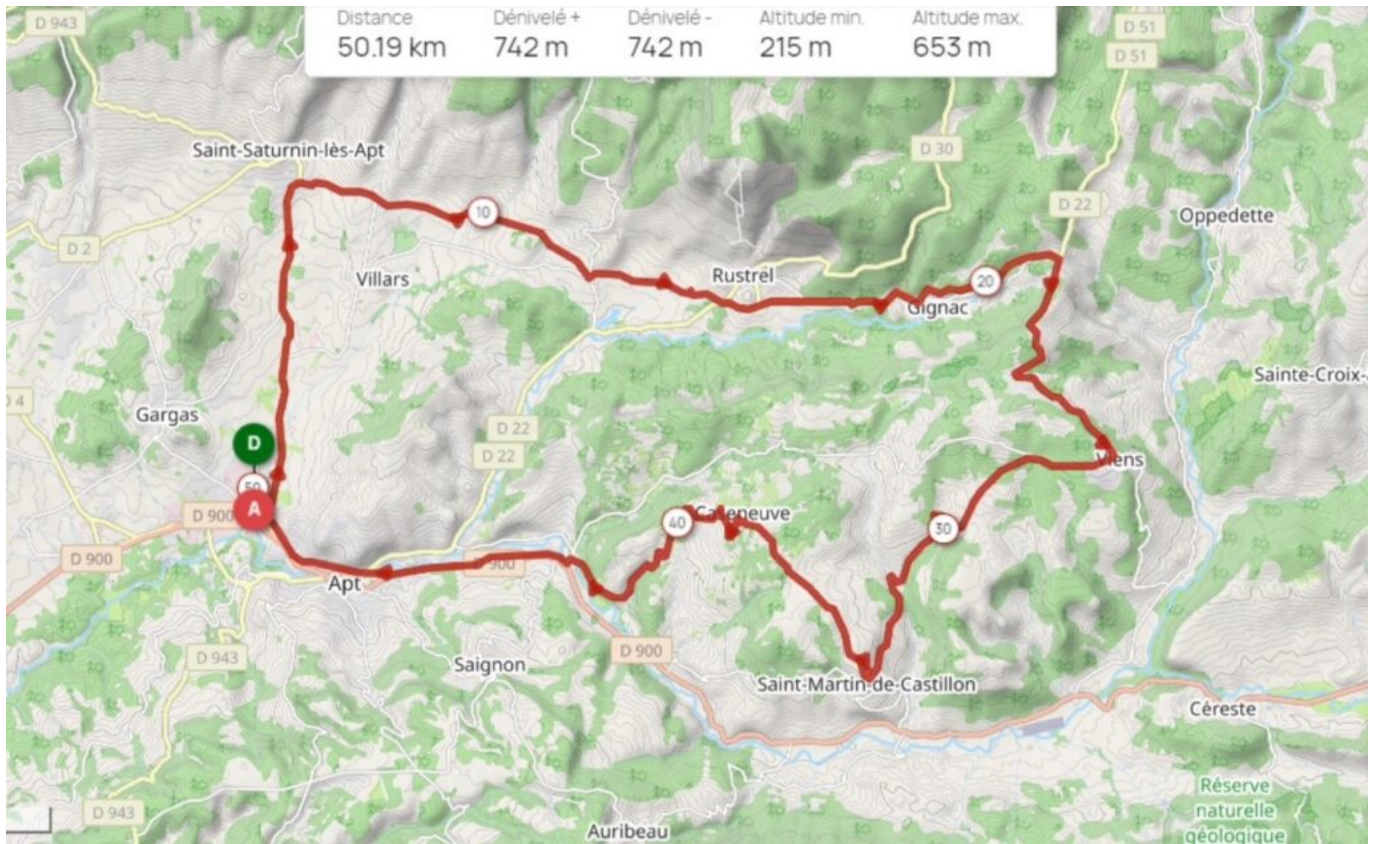 Distance
50.19 km
Dénivelé +
742 m
Dénivelé -
742 m
Altitude min.
215 m
Altitude max.
653 m
D 943
D 51
D 51
Saint-Saturnin-lès-Apt
D 30
10
D 22
Oppedette
D 2
Villars
Rustrel
20
Gignac
Sainte-Croix-
D 4
Gargas
D 22
D
D 22
Viens
50
A
D 900
40
Caseneuve
30
D 900
D 900
Apt
D 943
Saignon
D 900
Saint-Martin-de-Castillon
Céreste
Réserve
naturelle
géologique
D 943
Auribeau